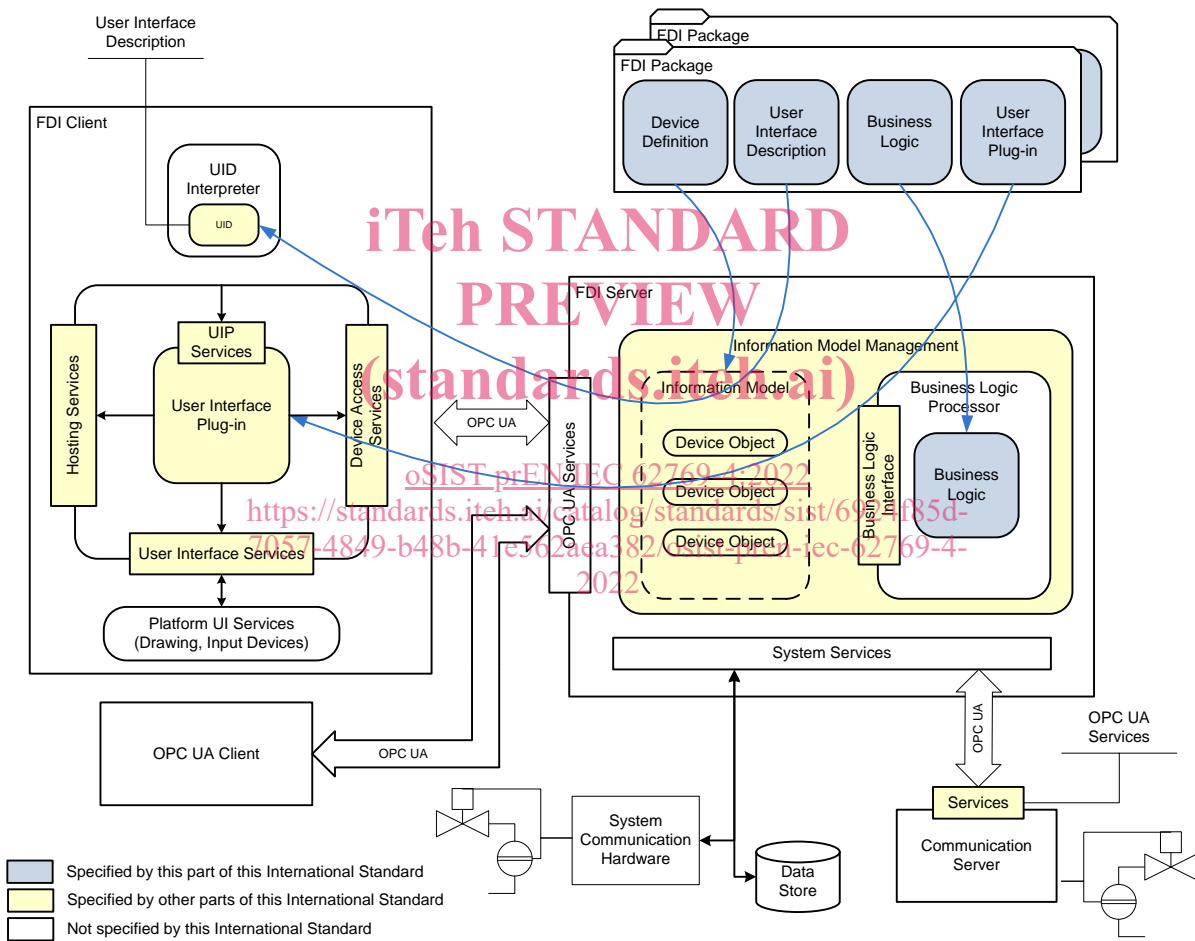 User Interface
Description
FDI Package
FDI Package
Device
Definition
User
Interface
Description
Business
Logic
User
Interface
Plug-in
FDI Client
UID
Interpreter
UID
UIP
Services
Hosting Services
User Interface
Plug-in
Device Access
Services
User Interface Services
Platform UI Services
(Drawing, Input Devices)
OPC UA
OPC UA Services
FDI Server
Information Model Management
Information Model
Device Object
Device Object
Device Object
Business Logic
Processor
Business Logic
Interface
Business
Logic
System Services
iTeh STANDARD
PREVIEW
(standards.iteh.ai)
oSIST prEN IEC 62769-4:2022
https://standards.iteh.ai/catalog/standards/sist/6924f85d-
7057-4849-b48b-41e562aea382/osist-pren-iec-62769-4-
2022
OPC UA Client
OPC UA
OPC UA
OPC UA
Services
Services
Communication
Server
System
Communication
Hardware
Data
Store
Specified by this part of this International Standard
Specified by other parts of this International Standard
Not specified by this International Standard